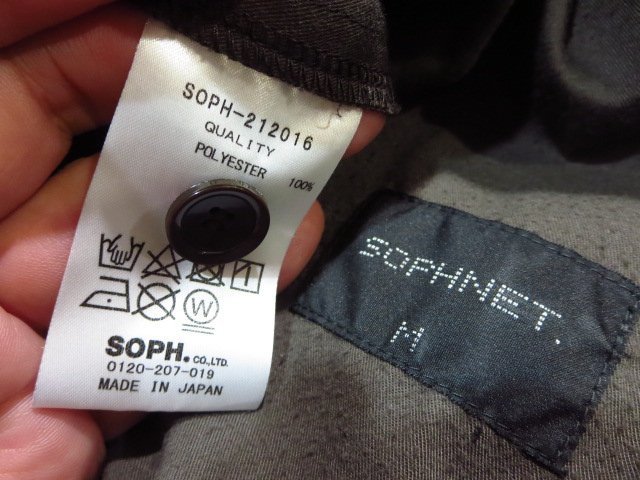 SOPH-212016
QUALITY
POLYESTER 100%
W
SOPH. CO.,LTD.
0120-207-019
MADE IN JAPAN
SOPHNET.
M